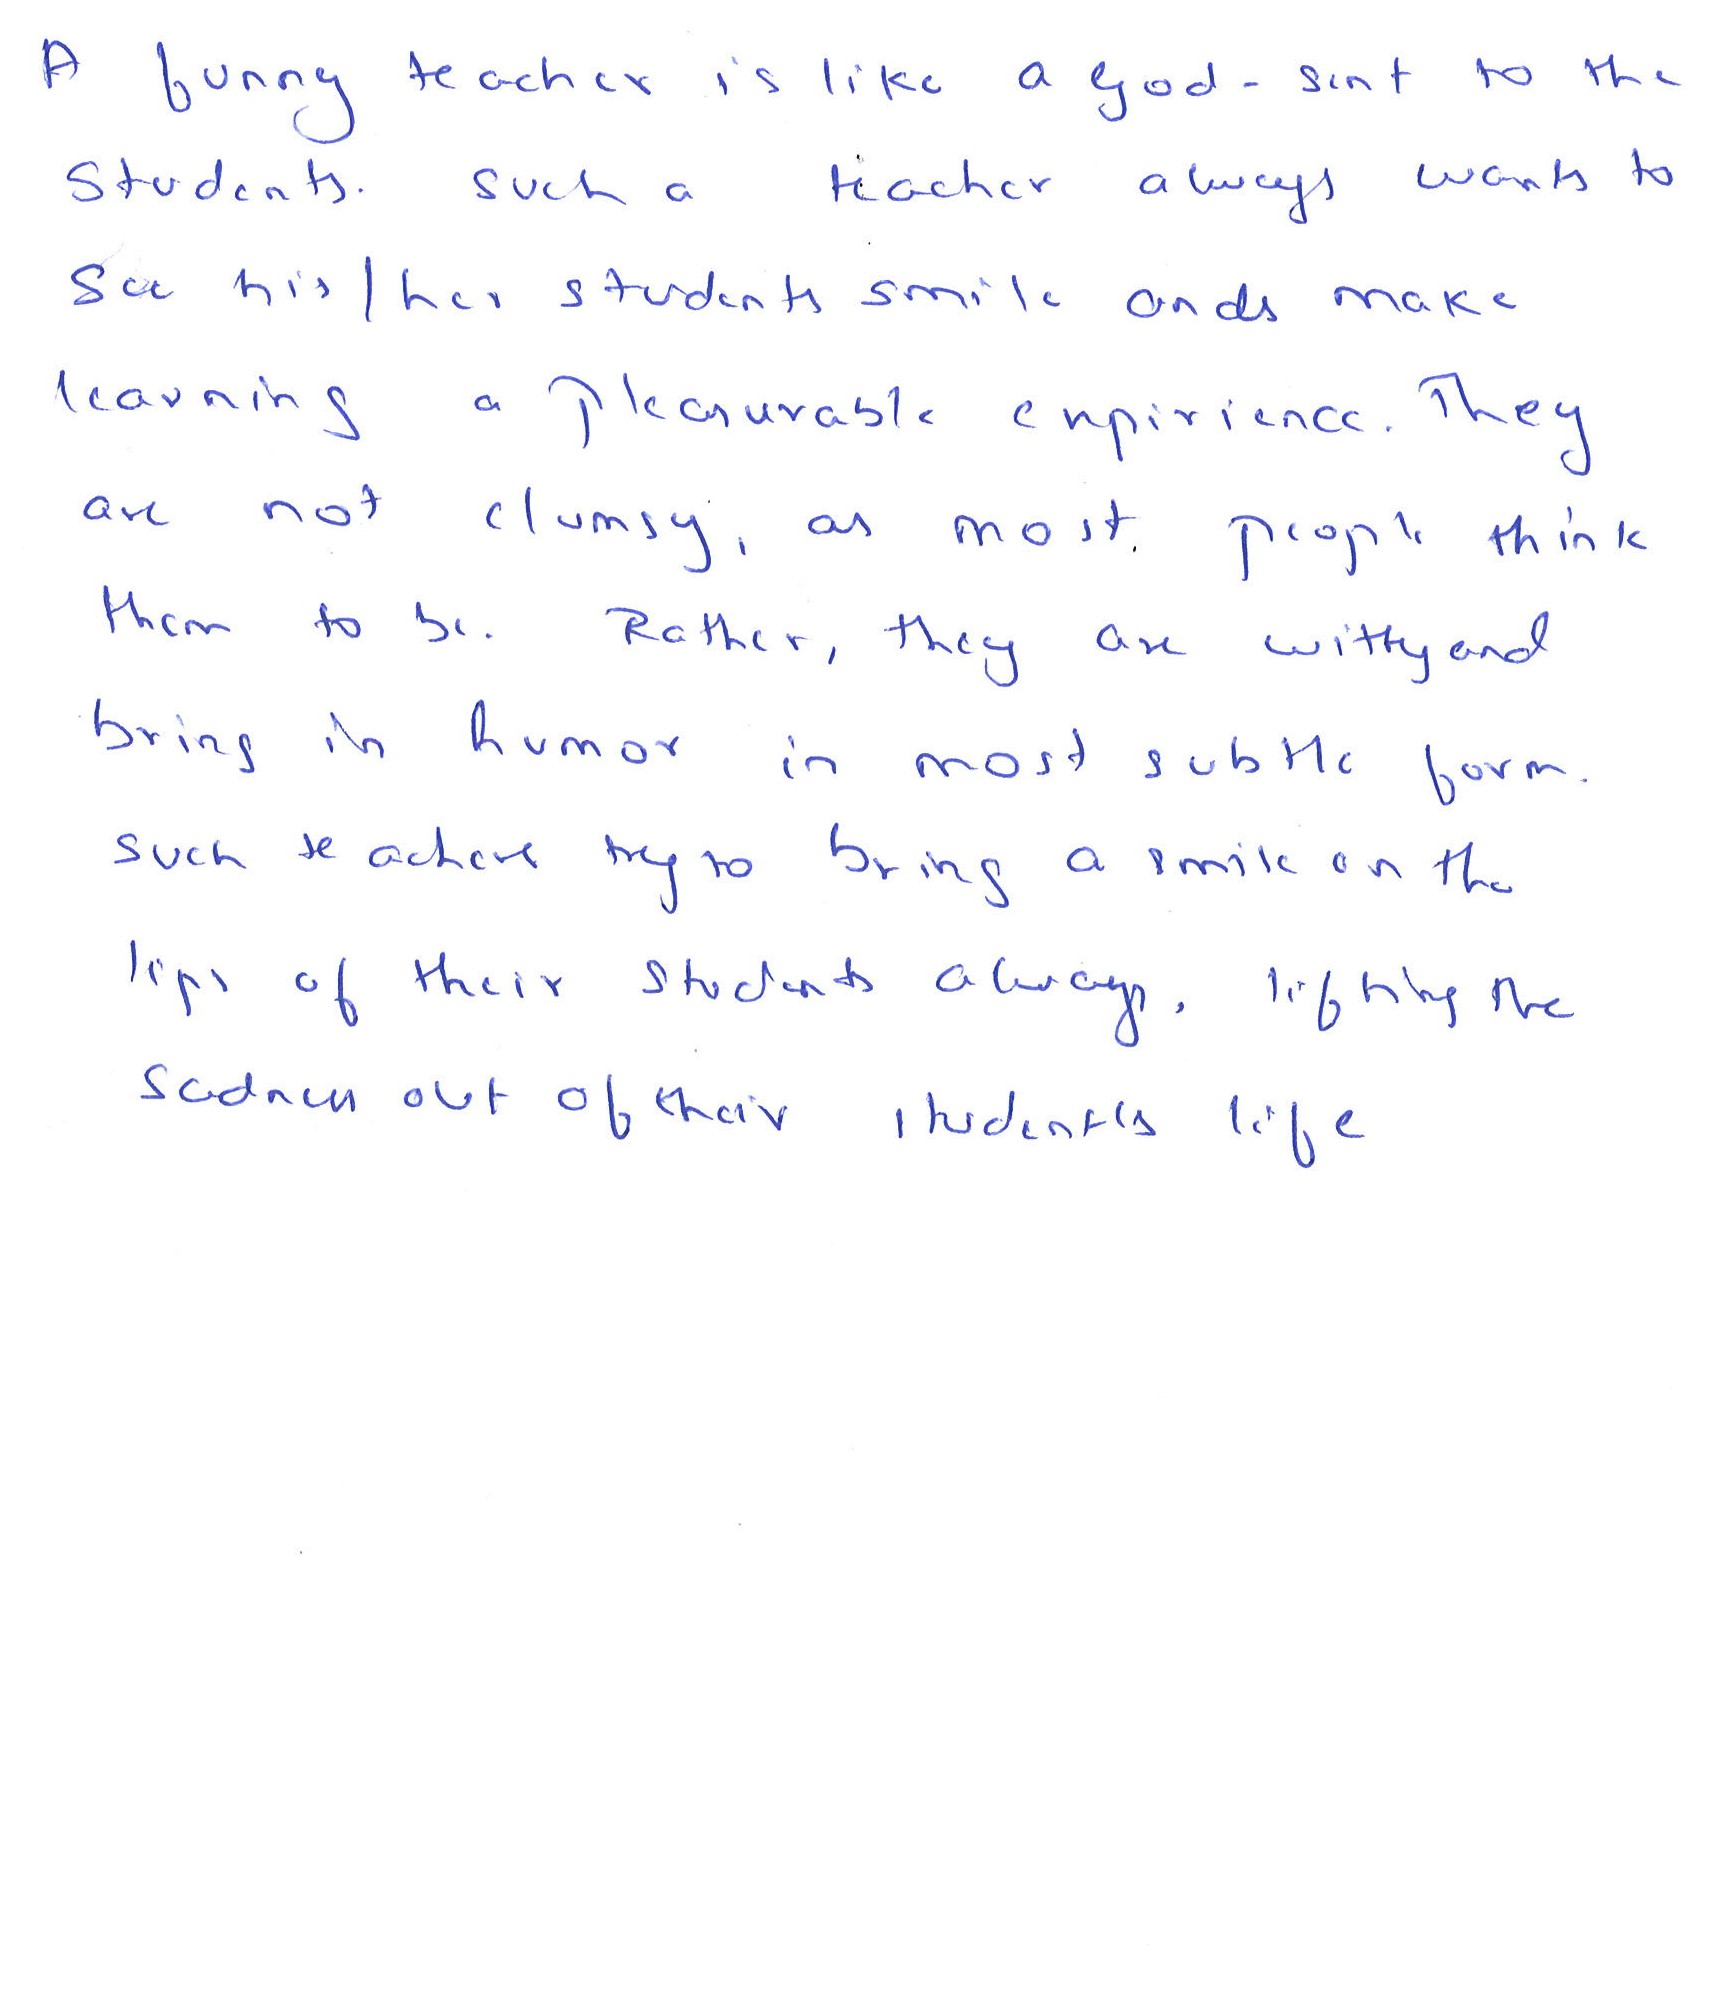 A funny teacher is like a God-sent to the
Students. Such a teacher always wants to
See his/her students smile and make
learning a pleasurable expirience. They
are not clumsy, as most people think
them to be. Rather, they are witty and
bring in humor in most subtle form.
Such teachers try to bring a smile on the
lips of their students always, lifting the
Sadness out of their students life